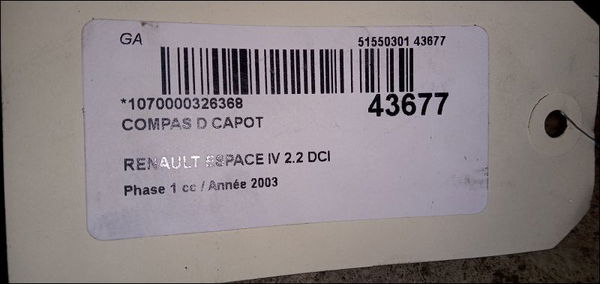 GA 51550301 43677
*1070000326368 43677
COMPAS D CAPOT
RENAULT ESPACE IV 2.2 DCI
Phase 1 cc / Année 2003